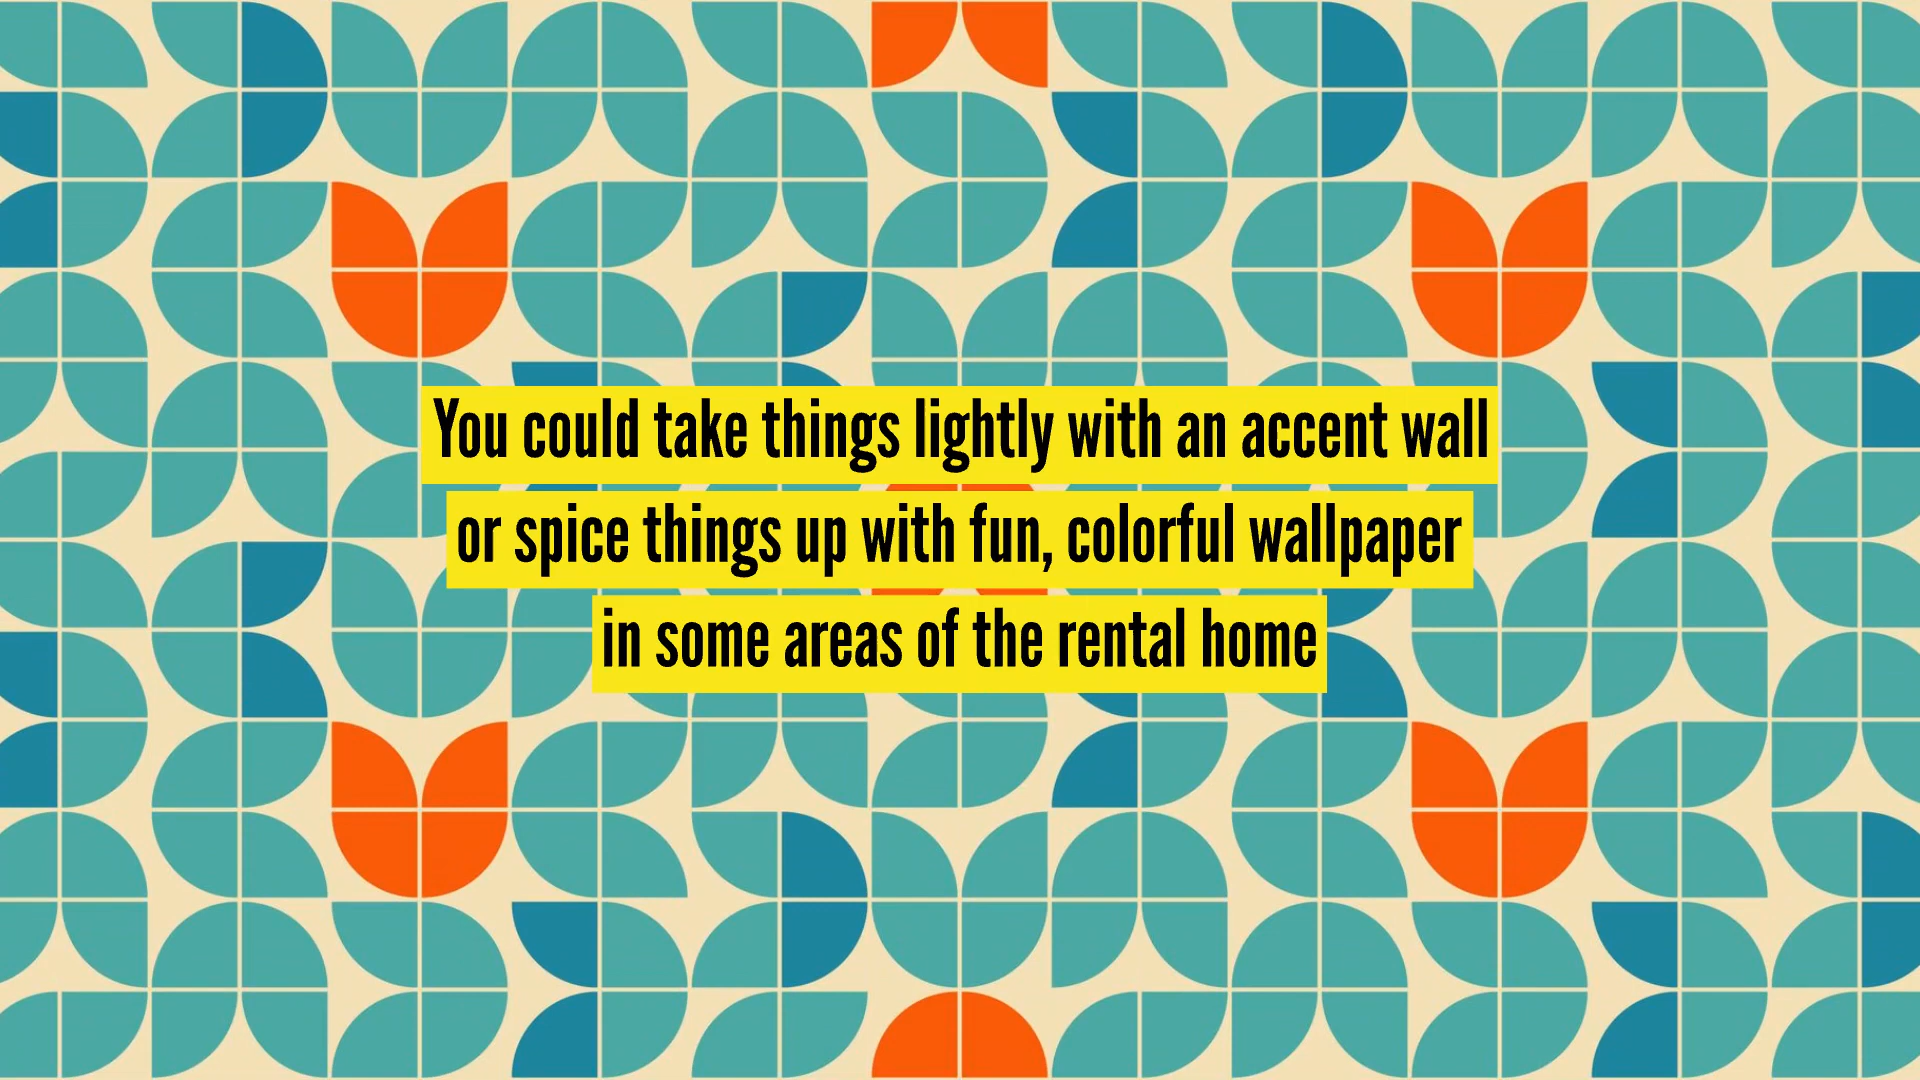 You could take things lightly with an accent wall
or spice things up with fun, colorful wallpaper
in some areas of the rental home